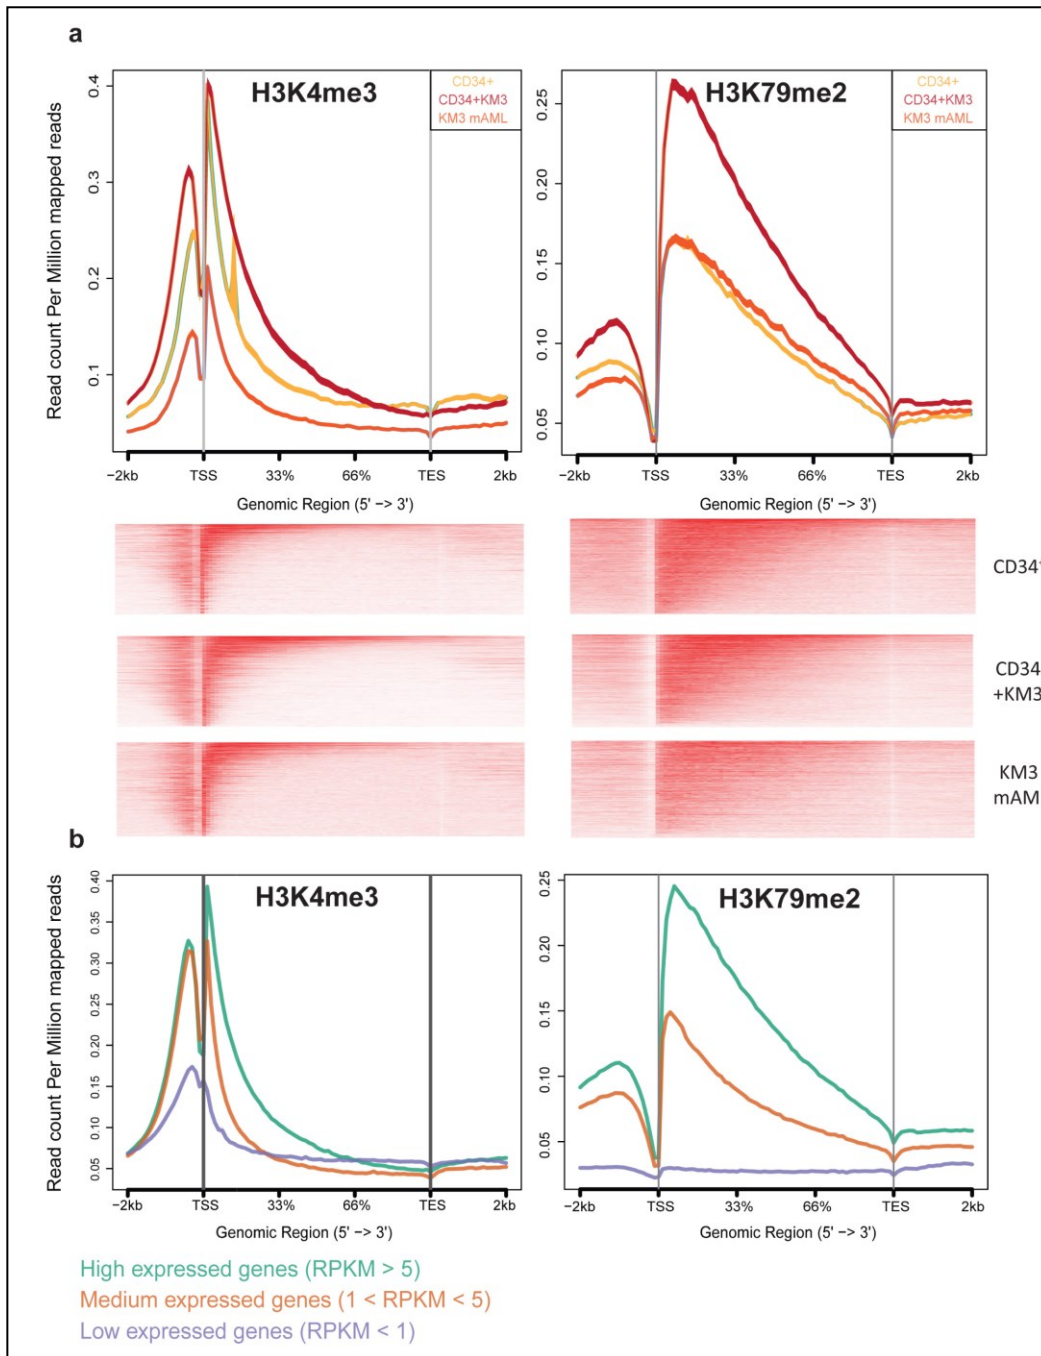 a
H3K4me3
CD34+
CD34+KM3
KM3 mAML
Read count Per Million mapped reads
0.4
0.3
0.2
0.1
−2kb TSS 33% 66% TES 2kb
Genomic Region (5' −> 3')
H3K79me2
CD34+
CD34+KM3
KM3 mAML
0.25
0.20
0.15
0.10
0.05
−2kb TSS 33% 66% TES 2kb
Genomic Region (5' −> 3')
CD34
CD34
+KM3
KM3
mAM
b
H3K4me3
Read count Per Million mapped reads
0.40
0.35
0.30
0.25
0.20
0.15
0.10
0.05
−2kb TSS 33% 66% TES 2kb
Genomic Region (5' −> 3')
H3K79me2
0.25
0.20
0.15
0.10
0.05
−2kb TSS 33% 66% TES 2kb
Genomic Region (5' −> 3')
High expressed genes (RPKM > 5)
Medium expressed genes (1 < RPKM < 5)
Low expressed genes (RPKM < 1)